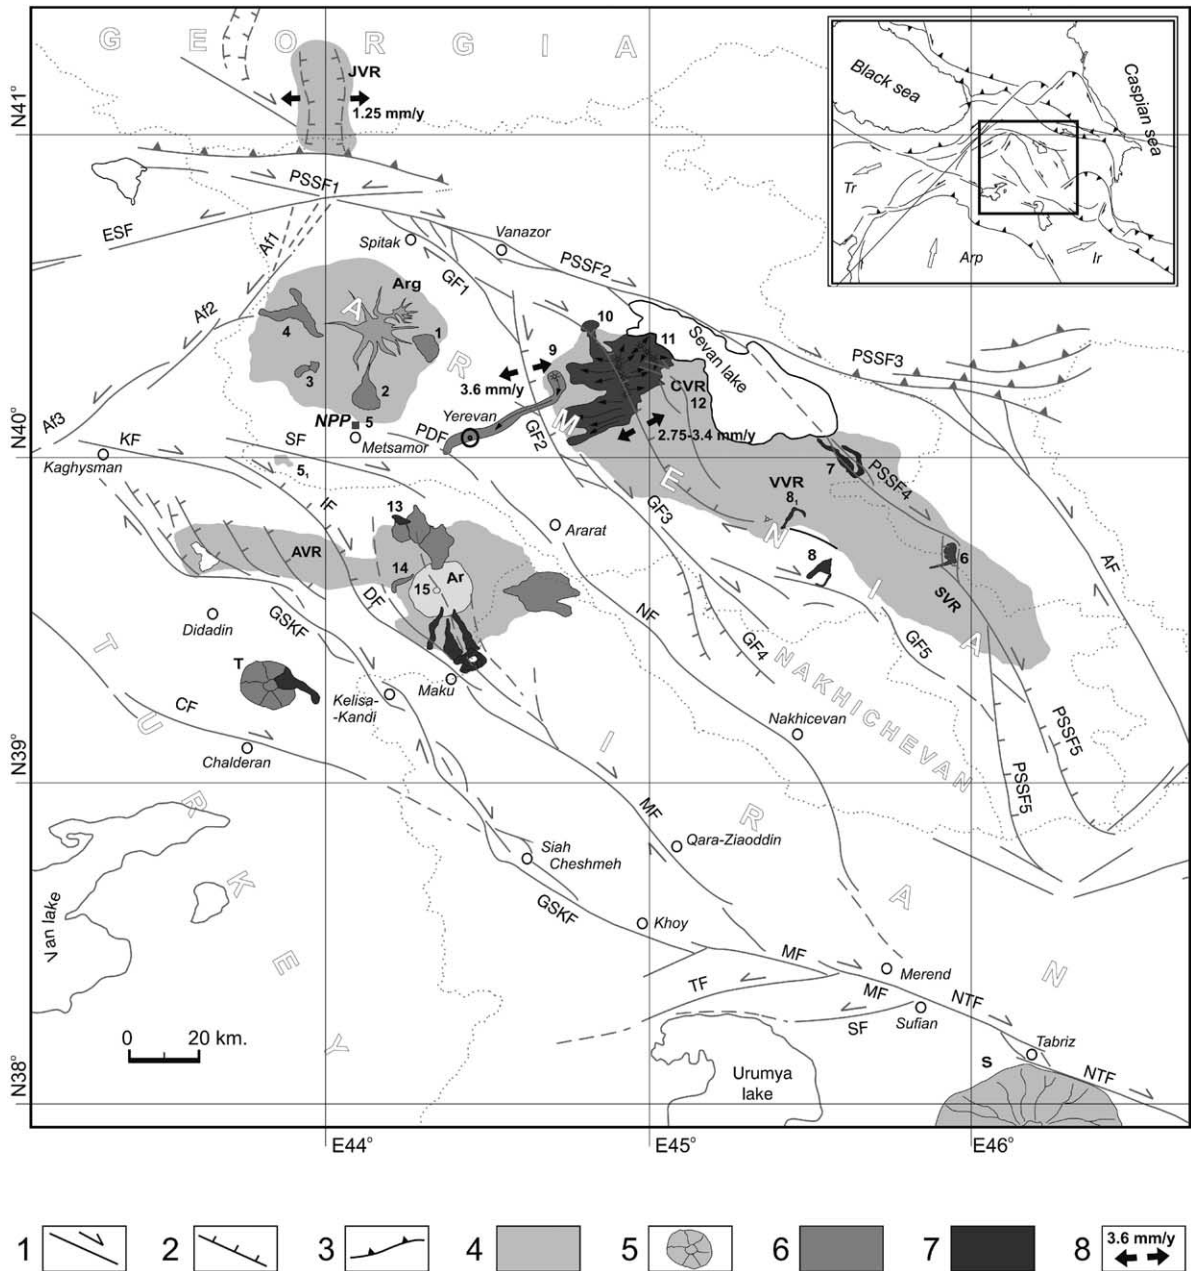 G E O R G I A
JVR
1.25 mm/y
Black sea
Caspian sea
Tr
Arp
Ir
N41°
PSSF1
ESF
Af1
Spitak
Vanazor
GF1
PSSF2
Arg
A
Af2
4
1
3
2
R
10
9
11
Sevan lake
PSSF3
3.6 mm/y
CVR
12
M
NPP
5
Yerevan
2.75-3.4 mm/y
N40°
Af3
KF
SF
Metsamor
PDF
GF2
Kaghysman
5₁
7
PSSF4
VVR
8₁
E
N
GF3
IF
13
Ararat
AF
AVR
14
15
Ar
8
6
I
SVR
A
DF
Didadin
GSKF
NF
GF4
GF5
T
T U R K E Y
CF
Kelisa-
-Kandi
Maku
NAKHICHEVAN
Nakhicevan
PSSF5
PSSF5
Chalderan
I R A N
N39°
MF
Qara-Ziaoddin
Siah
Cheshmeh
GSKF
Khoy
Van lake
MF
Merend
TF
MF
NTF
SF
Sufian
Tabriz
S
NTF
0 20 km.
Urumya
lake
N38°
E44°
E45°
E46°
1
2
3
4
5
6
7
8
3.6 mm/y